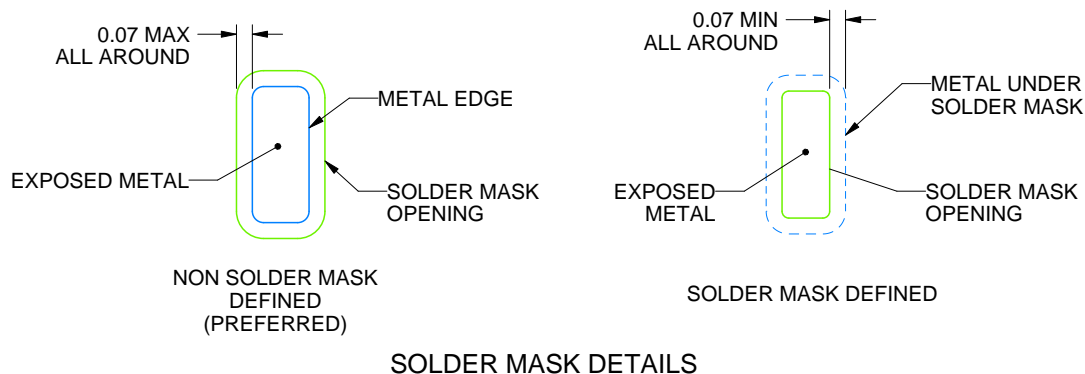 0.07 MAX
ALL AROUND
METAL EDGE
EXPOSED METAL
SOLDER MASK
OPENING
NON SOLDER MASK
DEFINED
(PREFERRED)
0.07 MIN
ALL AROUND
METAL UNDER
SOLDER MASK
EXPOSED
METAL
SOLDER MASK
OPENING
SOLDER MASK DEFINED
SOLDER MASK DETAILS